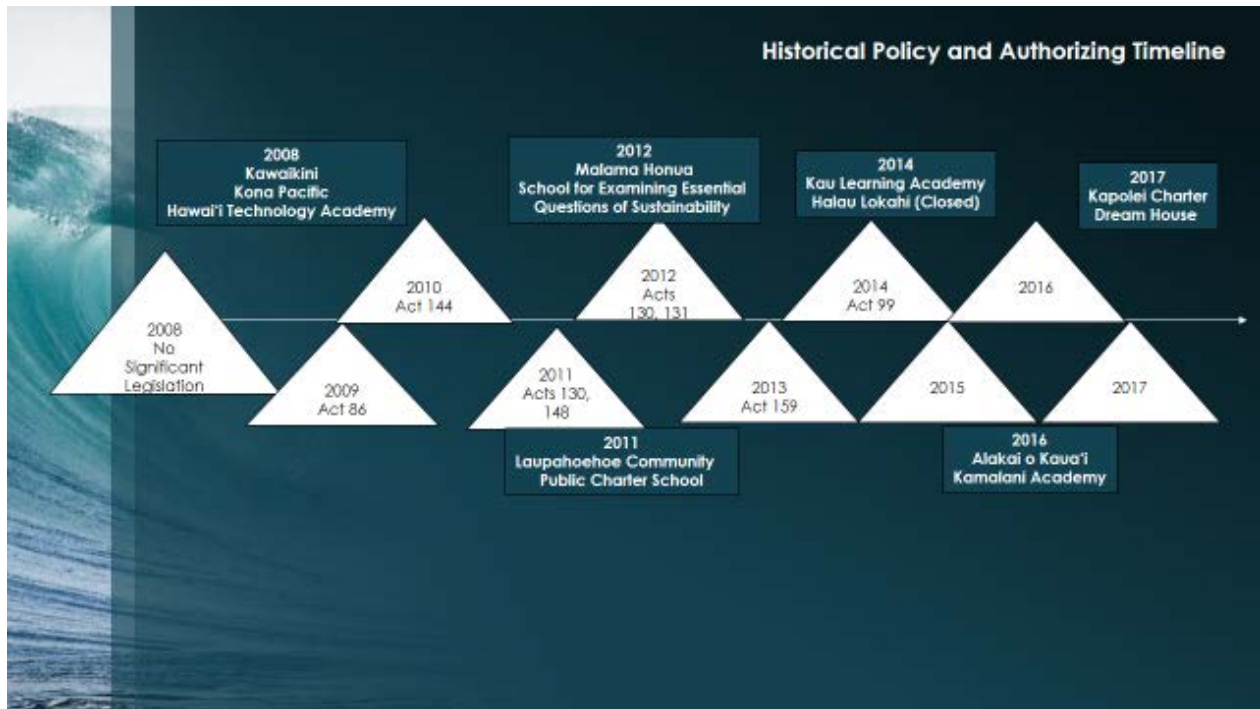 Historical Policy and Authorizing Timeline
2008
Kawaikini
Kona Pacific
Hawai'i Technology Academy
2012
Malama Honua
School for Examining Essential
Questions of Sustainability
2014
Kau Learning Academy
Halau Lokahi (Closed)
2017
Kapolei Charter
Dream House
2008
No
Significant
Legislation
2010
Act 144
2012
Acts
130, 131
2014
Act 99
2016
2009
Act 86
2011
Acts 130,
148
2013
Act 159
2015
2017
2011
Laupahoehoe Community
Public Charter School
2016
Alakai o Kaua'i
Kamalani Academy